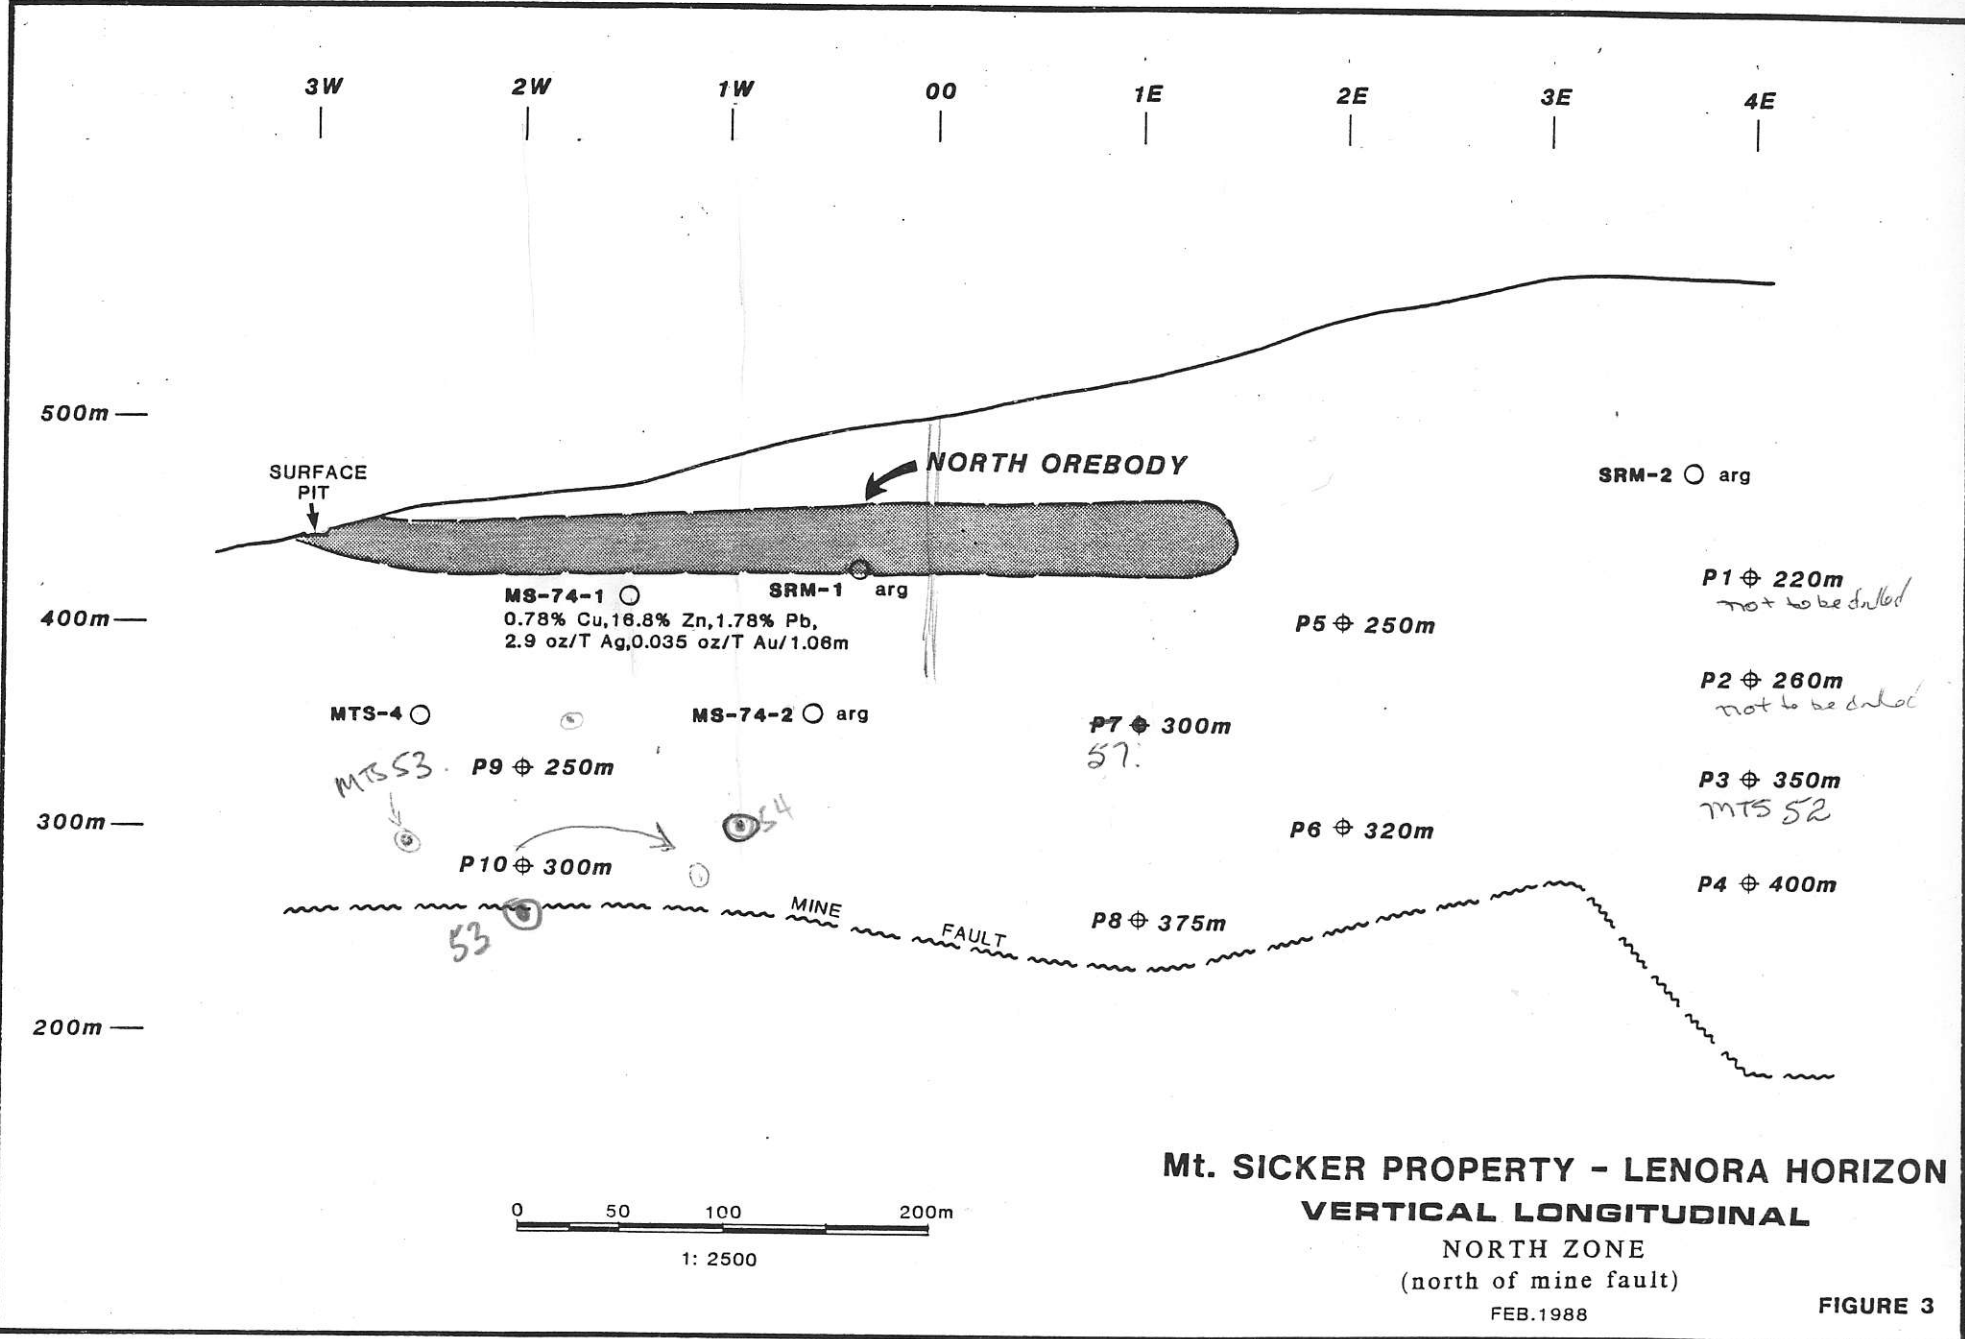 3W 2W 1W 00 1E 2E 3E 4E
500m
NORTH OREBODY
SURFACE
PIT
SRM-2 arg
P1 220m
not to be drilled
MS-74-1
SRM-1 arg
400m
0.78% Cu,16.8% Zn,1.78% Pb,
2.9 oz/T Ag,0.035 oz/T Au/1.06m
P5 250m
P2 260m
not to be drilled
MTS-4
MS-74-2 arg
P7 300m
57.
MTS 53.
P9 250m
P3 350m
MTS 52
300m
54
P6 320m
P10 300m
P4 400m
MINE
FAULT
P8 375m
53
200m
Mt. SICKER PROPERTY - LENORA HORIZON
VERTICAL LONGITUDINAL
NORTH ZONE
(north of mine fault)
FEB.1988
FIGURE 3
0 50 100 200m
1: 2500